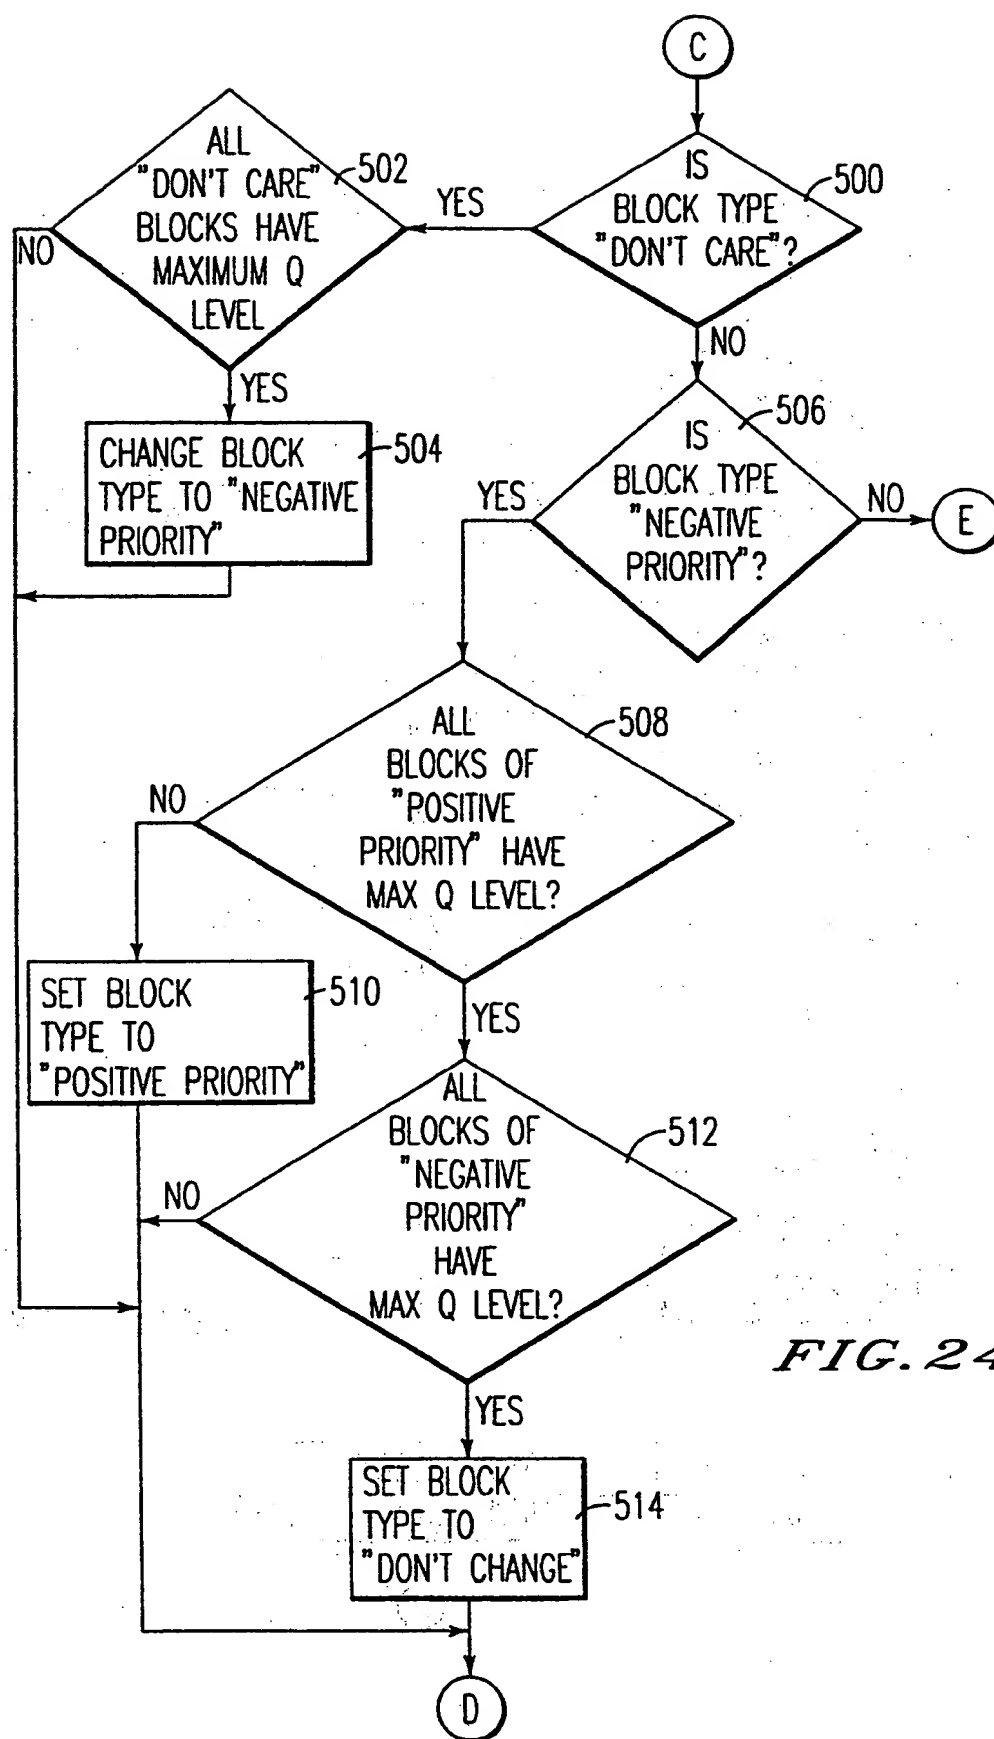 C
ALL
"DON'T CARE"
BLOCKS HAVE
MAXIMUM Q
LEVEL
502
IS
BLOCK TYPE
"DON'T CARE"?
500
YES
NO
YES
NO
CHANGE BLOCK
TYPE TO "NEGATIVE
PRIORITY"
504
IS
BLOCK TYPE
"NEGATIVE
PRIORITY"?
506
YES
NO
E
ALL
BLOCKS OF
"POSITIVE
PRIORITY" HAVE
MAX Q LEVEL?
508
NO
YES
SET BLOCK
TYPE TO
"POSITIVE PRIORITY"
510
ALL
BLOCKS OF
"NEGATIVE
PRIORITY"
HAVE
MAX Q LEVEL?
512
NO
YES
FIG. 24
SET BLOCK
TYPE TO
"DON'T CHANGE"
514
D